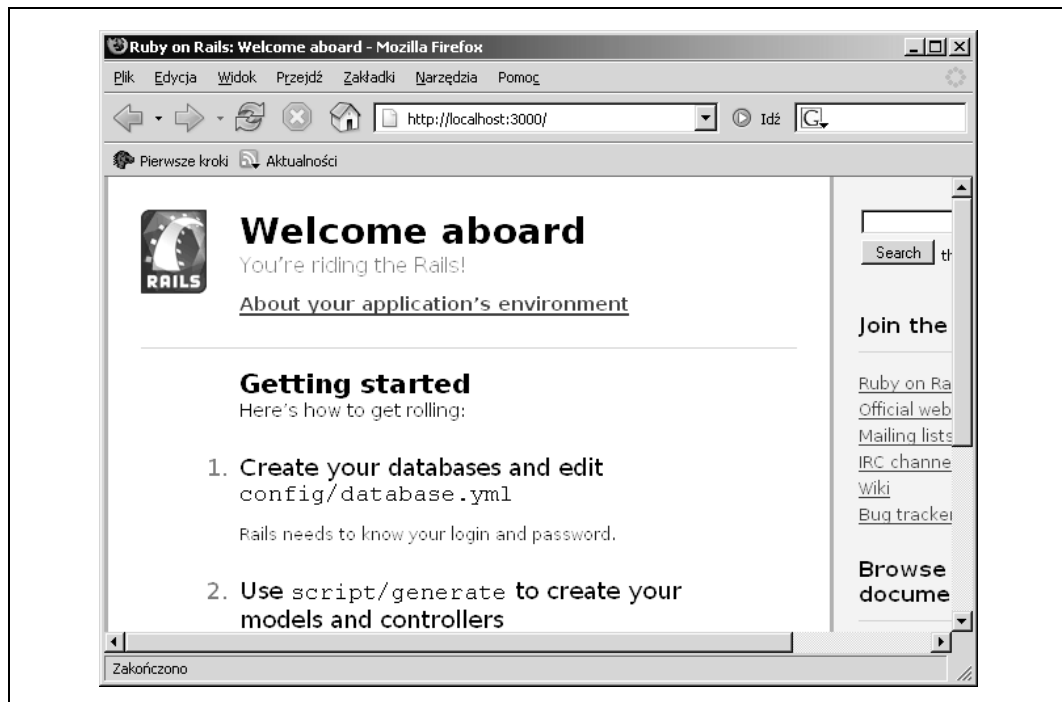 Ruby on Rails: Welcome aboard - Mozilla Firefox
Plik Edycja Widok Przejdź Zakładki Narzędzia Pomoc
http://localhost:3000/ Idź G
Pierwsze kroki Aktualności
RAILS
Welcome aboard
You're riding the Rails!
About your application's environment
Getting started
Here's how to get rolling:
1. Create your databases and edit
config/database.yml
Rails needs to know your login and password.
2. Use script/generate to create your
models and controllers
Search th
Join the
Ruby on Ra
Official web
Mailing lists
IRC channe
Wiki
Bug tracker
Browse
docume
Zakończono